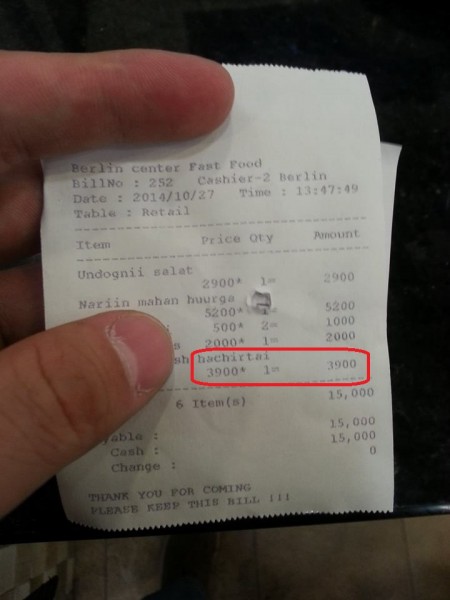 Berlin center Fast Food
BillNo : 252 Cashier-2 Berlin
Date : 2014/10/27 Time : 13:47:49
Table : Retail
Item Price Qty Amount
Undognii salat
2900* 1= 2900
Nariin mahan huurga
5200* 5200
500* 2= 1000
2000* 1= 2000
hachirtai
3900* 1= 3900
6 Item(s) 15,000
15,000
Cash : 15,000
Change : 0
THANK YOU FOR COMING
PLEASE KEEP THIS BILL !!!